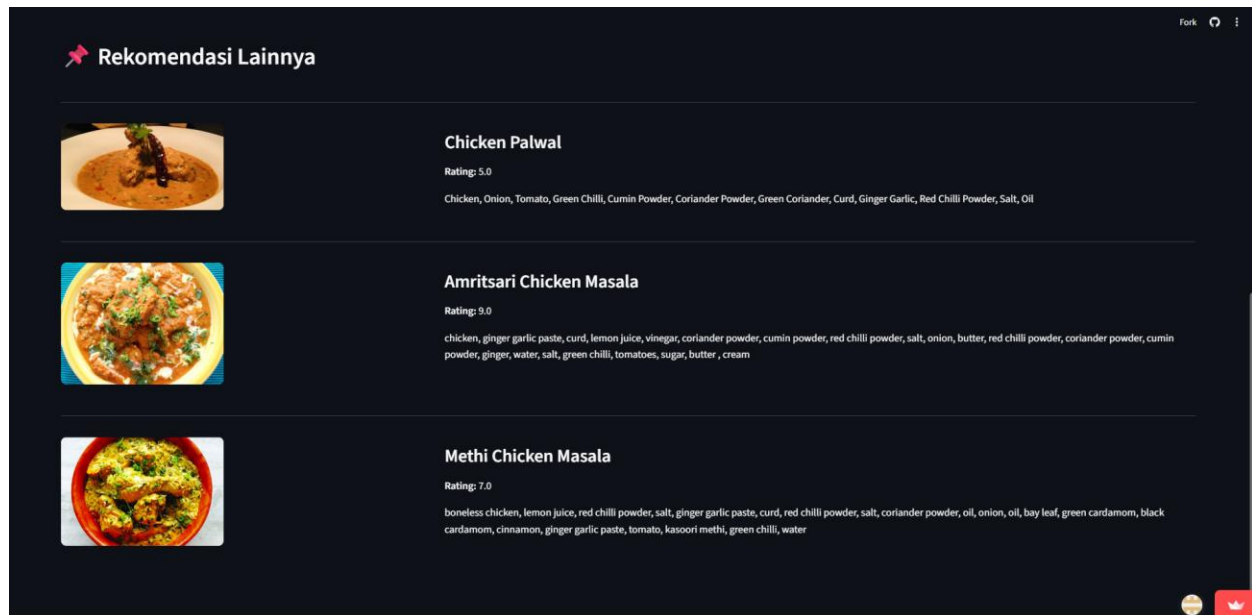 Fork
Rekomendasi Lainnya
Chicken Palwal
Rating: 5.0
Chicken, Onion, Tomato, Green Chilli, Cumin Powder, Coriander Powder, Green Coriander, Curd, Ginger Garlic, Red Chilli Powder, Salt, Oil
Amritsari Chicken Masala
Rating: 9.0
chicken, ginger garlic paste, curd, lemon juice, vinegar, coriander powder, cumin powder, red chilli powder, salt, onion, butter, red chilli powder, coriander powder, cumin
powder, ginger, water, salt, green chilli, tomatoes, sugar, butter , cream
Methi Chicken Masala
Rating: 7.0
boneless chicken, lemon juice, red chilli powder, salt, ginger garlic paste, curd, red chilli powder, salt, coriander powder, oil, onion, oil, bay leaf, green cardamom, black
cardamom, cinnamon, ginger garlic paste, tomato, kasoori methi, green chilli, water